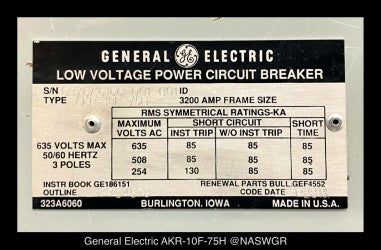 GENERAL GE ELECTRIC
LOW VOLTAGE POWER CIRCUIT BREAKER
S/N ID
TYPE 3200 AMP FRAME SIZE
RMS SYMMETRICAL RATINGS-KA
MAXIMUM SHORT CIRCUIT SHORT
VOLTS AC INST TRIP W/O INST TRIP TIME
635 VOLTS MAX 635 85 85 85
50/60 HERTZ 508 85 85 85
3 POLES 254 130 85 85
INSTR BOOK GE186151 RENEWAL PARTS BULL.GEF4552
OUTLINE CODE DATE
323A6060 BURLINGTON, IOWA MADE IN U.S.A.
General Electric AKR-10F-75H @NASWGR